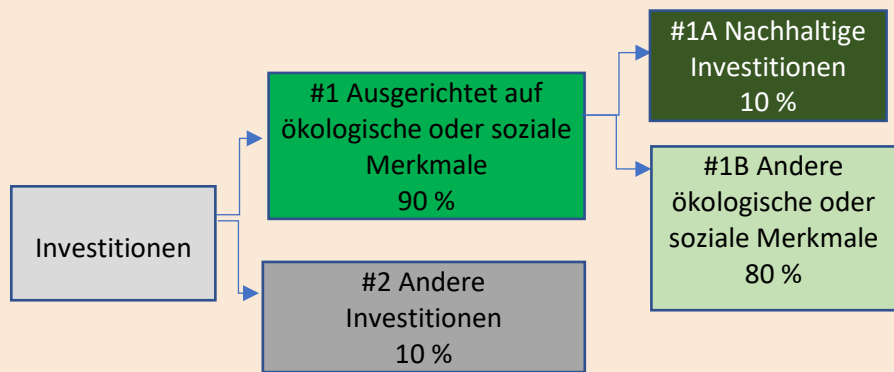 Investitionen
#1 Ausgerichtet auf
ökologische oder soziale
Merkmale
90 %
#2 Andere
Investitionen
10 %
#1A Nachhaltige
Investitionen
10 %
#1B Andere
ökologische oder
soziale Merkmale
80 %